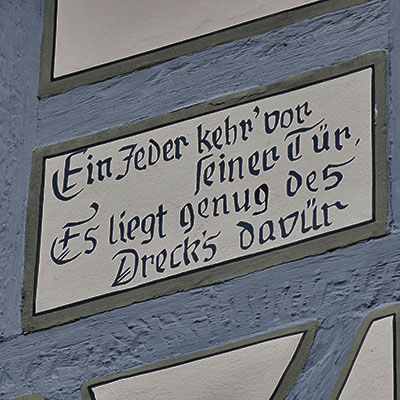 Ein Jeder kehr' vor
seiner Tür,
Es liegt genug des
Dreck's davür